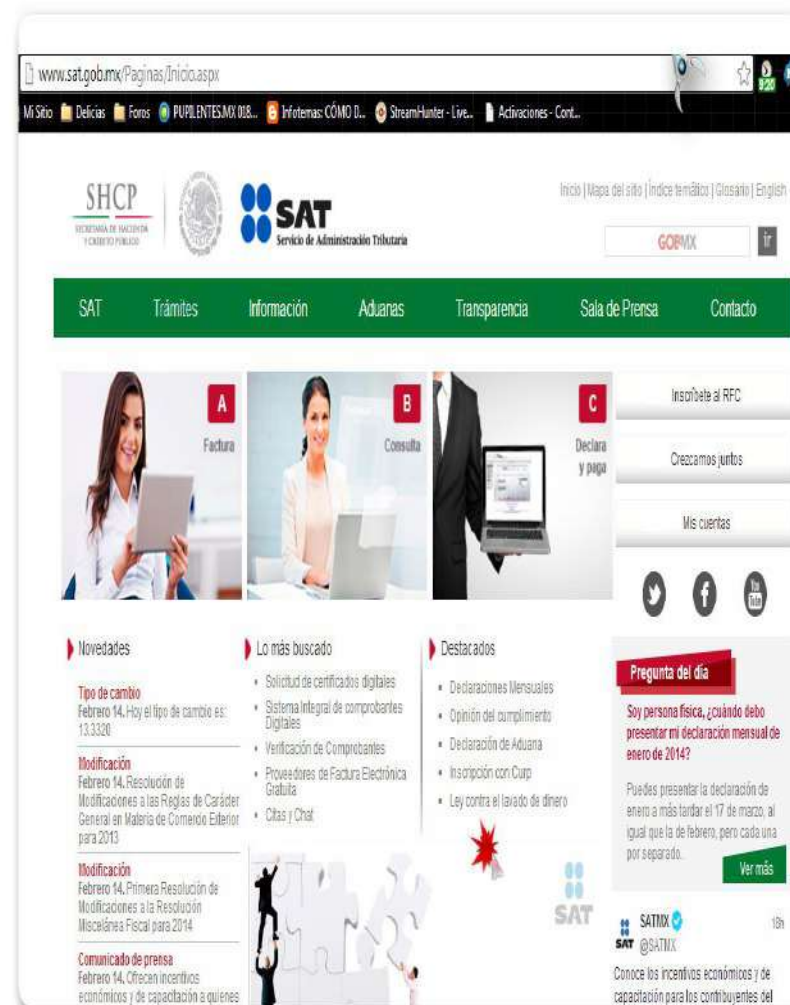 www.sat.gob.mx/Paginas/Inicio.aspx
9:20
Mi Sitio Delicias Foros PUPILENTES.MX 018... Infotemas: CÓMO D... StreamHunter - Live... Activaciones - Cont...
SHCP
SECRETARÍA DE HACIENDA
Y CRÉDITO PÚBLICO
SAT
Servicio de Administración Tributaria
Inicio | Mapa del sitio | Índice temático | Glosario | English
GOBMX
ir
SAT Trámites Información Aduanas Transparencia Sala de Prensa Contacto
A
Factura
B
Consulta
C
Declara
y paga
Inscríbete al RFC
Crezcamos juntos
Mis cuentas
You
Tube
Novedades
Tipo de cambio
Febrero 14. Hoy el tipo de cambio es:
13.3320
Modificación
Febrero 14. Resolución de
Modificaciones a las Reglas de Carácter
General en Materia de Comercio Exterior
para 2013
Modificación
Febrero 14. Primera Resolución de
Modificaciones a la Resolución
Miscelánea Fiscal para 2014
Comunicado de prensa
Febrero 14. Ofrecen incentivos
económicos y de capacitación a quienes
Lo más buscado
Solicitud de certificados digitales
Sistema Integral de comprobantes
Digitales
Verificación de Comprobantes
Proveedores de Factura Electrónica
Gratuita
Citas y Chat
Destacados
Declaraciones Mensuales
Opinión del cumplimiento
Declaración de Aduana
Inscripción con Curp
Ley contra el lavado de dinero
SAT
Pregunta del día
Soy persona física, ¿cuándo debo
presentar mi declaración mensual de
enero de 2014?
Puedes presentar la declaración de
enero a más tardar el 17 de marzo, al
igual que la de febrero, pero cada una
por separado.
Ver más
SAT
SATMX 18h
@SATMX
Conoce los incentivos económicos y de
capacitación para los contribuyentes del